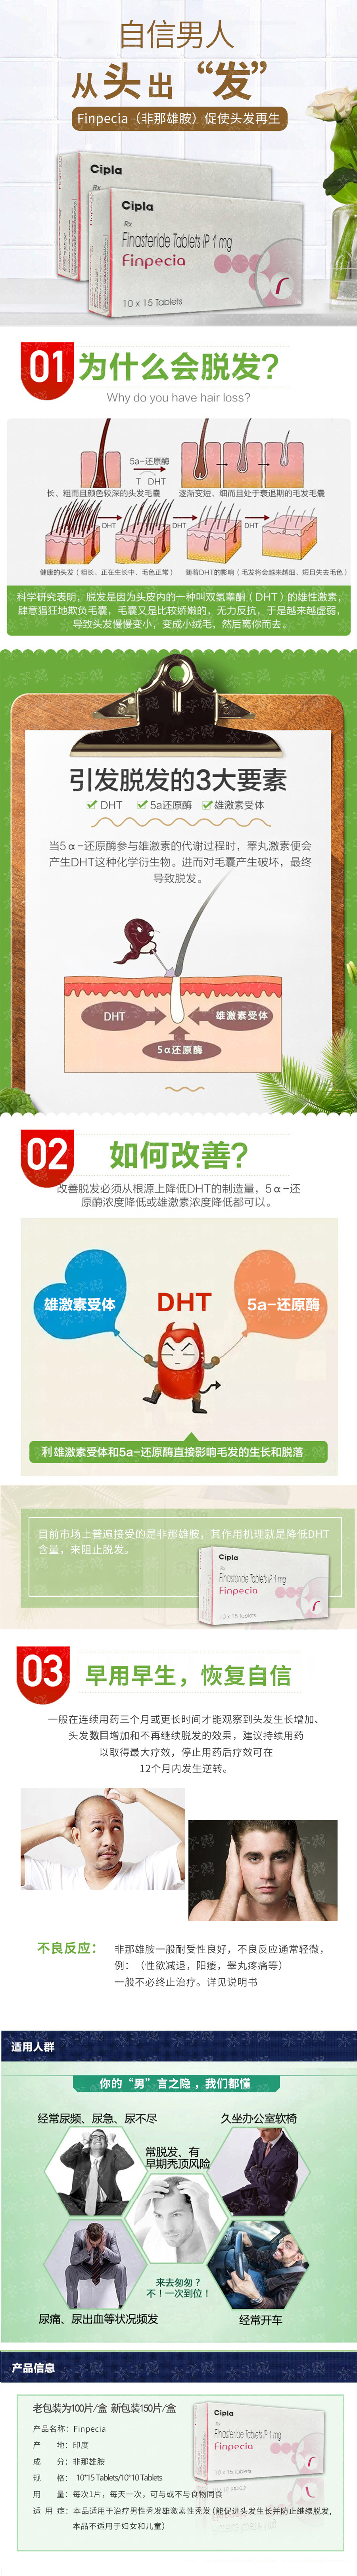 自信男人
从头出“发”
Finpecia（非那雄胺）促使头发再生
Cipla
Cipla
Rx
Finasteride Tablets IP 1 mg
Finpecia
10 x 15 Tablets
01 为什么会脱发？
Why do you have hair loss?
5a-还原酶
T DHT
长、粗而且颜色较深的头发毛囊
逐渐变短、细而且处于衰退期的毛发毛囊
DHT DHT DHT
健康的头发（粗长、正在生长中、毛色正常）
随着DHT的影响（毛发将会越来越细、短且失去毛色）
科学研究表明，脱发是因为头皮内的一种叫双氢睾酮（DHT）的雄性激素，
肆意猖狂地欺负毛囊，毛囊又是比较娇嫩的，无力反抗，于是越来越虚弱，
导致头发慢慢变小，变成小绒毛，然后离你而去。
引发脱发的3大要素
DHT 5a还原酶 雄激素受体
当5α-还原酶参与雄激素的代谢过程时，睾丸激素便会
产生DHT这种化学衍生物。进而对毛囊产生破坏，最终
导致脱发。
DHT
雄激素受体
5α还原酶
02 如何改善？
改善脱发必须从根源上降低DHT的制造量，5α-还
原酶浓度降低或雄激素浓度降低都可以。
雄激素受体
DHT
5a-还原酶
利雄激素受体和5a-还原酶直接影响毛发的生长和脱落
目前市场上普遍接受的是非那雄胺，其作用机理就是降低DHT
含量，来阻止脱发。
Cipla
Rx
Finasteride Tablets IP 1 mg
Finpecia
10 x 15 Tablets
03 早用早生，恢复自信
一般在连续用药三个月或更长时间才能观察到头发生长增加、
头发数目增加和不再继续脱发的效果，建议持续用药
以取得最大疗效，停止用药后疗效可在
12个月内发生逆转。
不良反应：
非那雄胺一般耐受性良好，不良反应通常轻微，
例：（性欲减退，阳痿，睾丸疼痛等）
一般不必终止治疗。详见说明书
适用人群
你的“男”言之隐，我们都懂
经常尿频、尿急、尿不尽
久坐办公室软椅
常脱发、有
早期秃顶风险
来去匆匆？
不！一次到位！
尿痛、尿出血等状况频发
经常开车
产品信息
老包装为100片/盒 新包装150片/盒
产品名称：Finpecia
产 地：印度
成 分：非那雄胺
规 格：10*15 Tablets/10*10 Tablets
用 量：每次1片，每天一次，可与或不与食物同食
适 用 症：本品适用于治疗男性秃发雄激素性秃发（能促进头发生长并防止继续脱发，
本品不适用于妇女和儿童）
Cipla
Rx
Finasteride Tablets IP 1 mg
Finpecia
10 x 15 Tablets